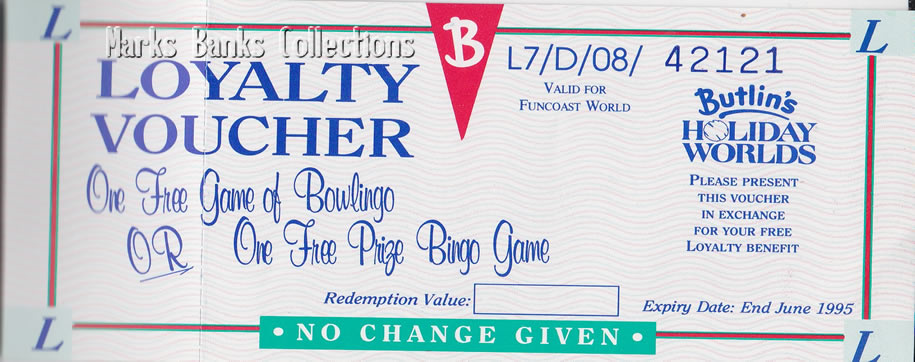 L L
Marks Banks Collections
B
L7/D/08/ 42121
LOYALTY
VOUCHER
VALID FOR
FUNCOAST WORLD
Butlin's
HOLIDAY
WORLDS
One Free Game of Bowlingo
OR One Free Prize Bingo Game
PLEASE PRESENT
THIS VOUCHER
IN EXCHANGE
FOR YOUR FREE
LOYALTY BENEFIT
Redemption Value:
Expiry Date: End June 1995
L • NO CHANGE GIVEN • L